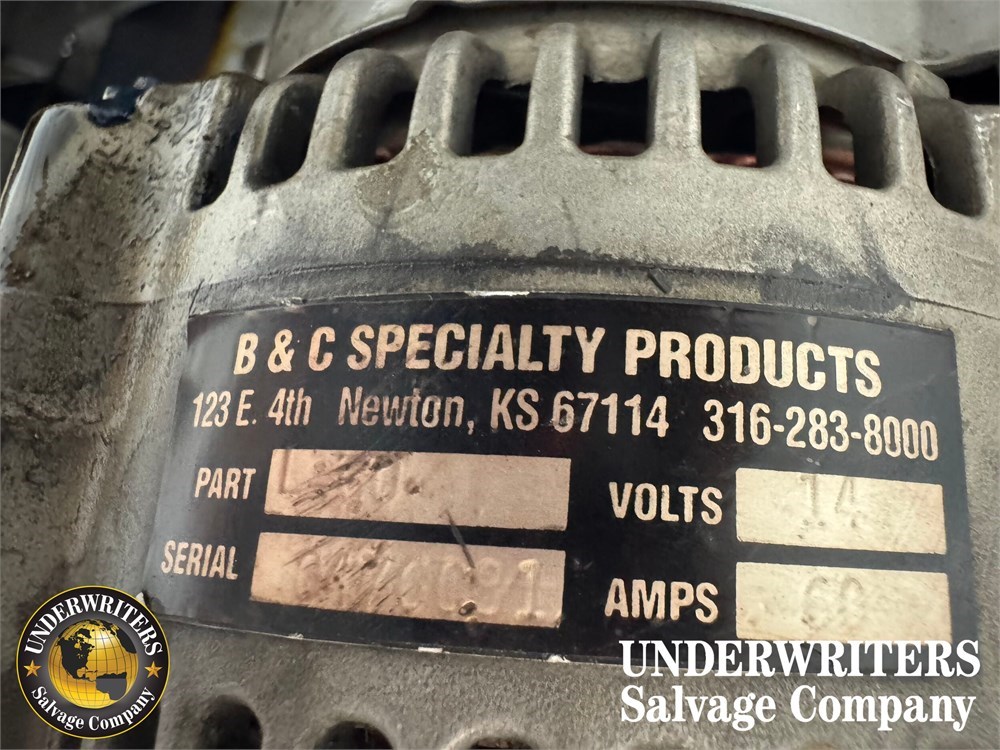 B & C SPECIALTY PRODUCTS
123 E. 4th Newton, KS 67114 316-283-8000
PART
VOLTS 14
SERIAL
AMPS
UNDERWRITERS
Salvage Company
UNDERWRITERS
Salvage Company